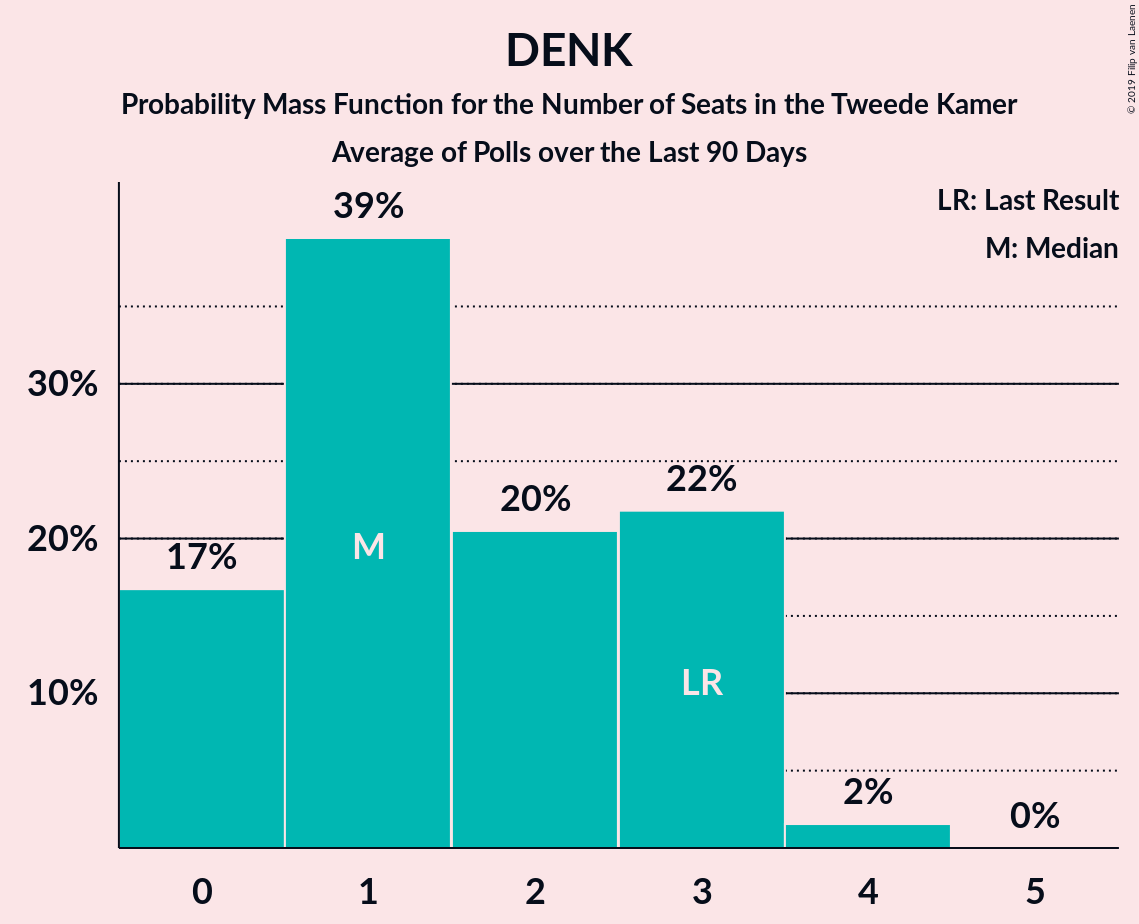 DENK
Probability Mass Function for the Number of Seats in the Tweede Kamer
Average of Polls over the Last 90 Days
© 2019 Filip van Laenen
LR: Last Result
M: Median
39%
30%
22%
20%
20%
17%
M
10%
LR
2%
0%
0 1 2 3 4 5